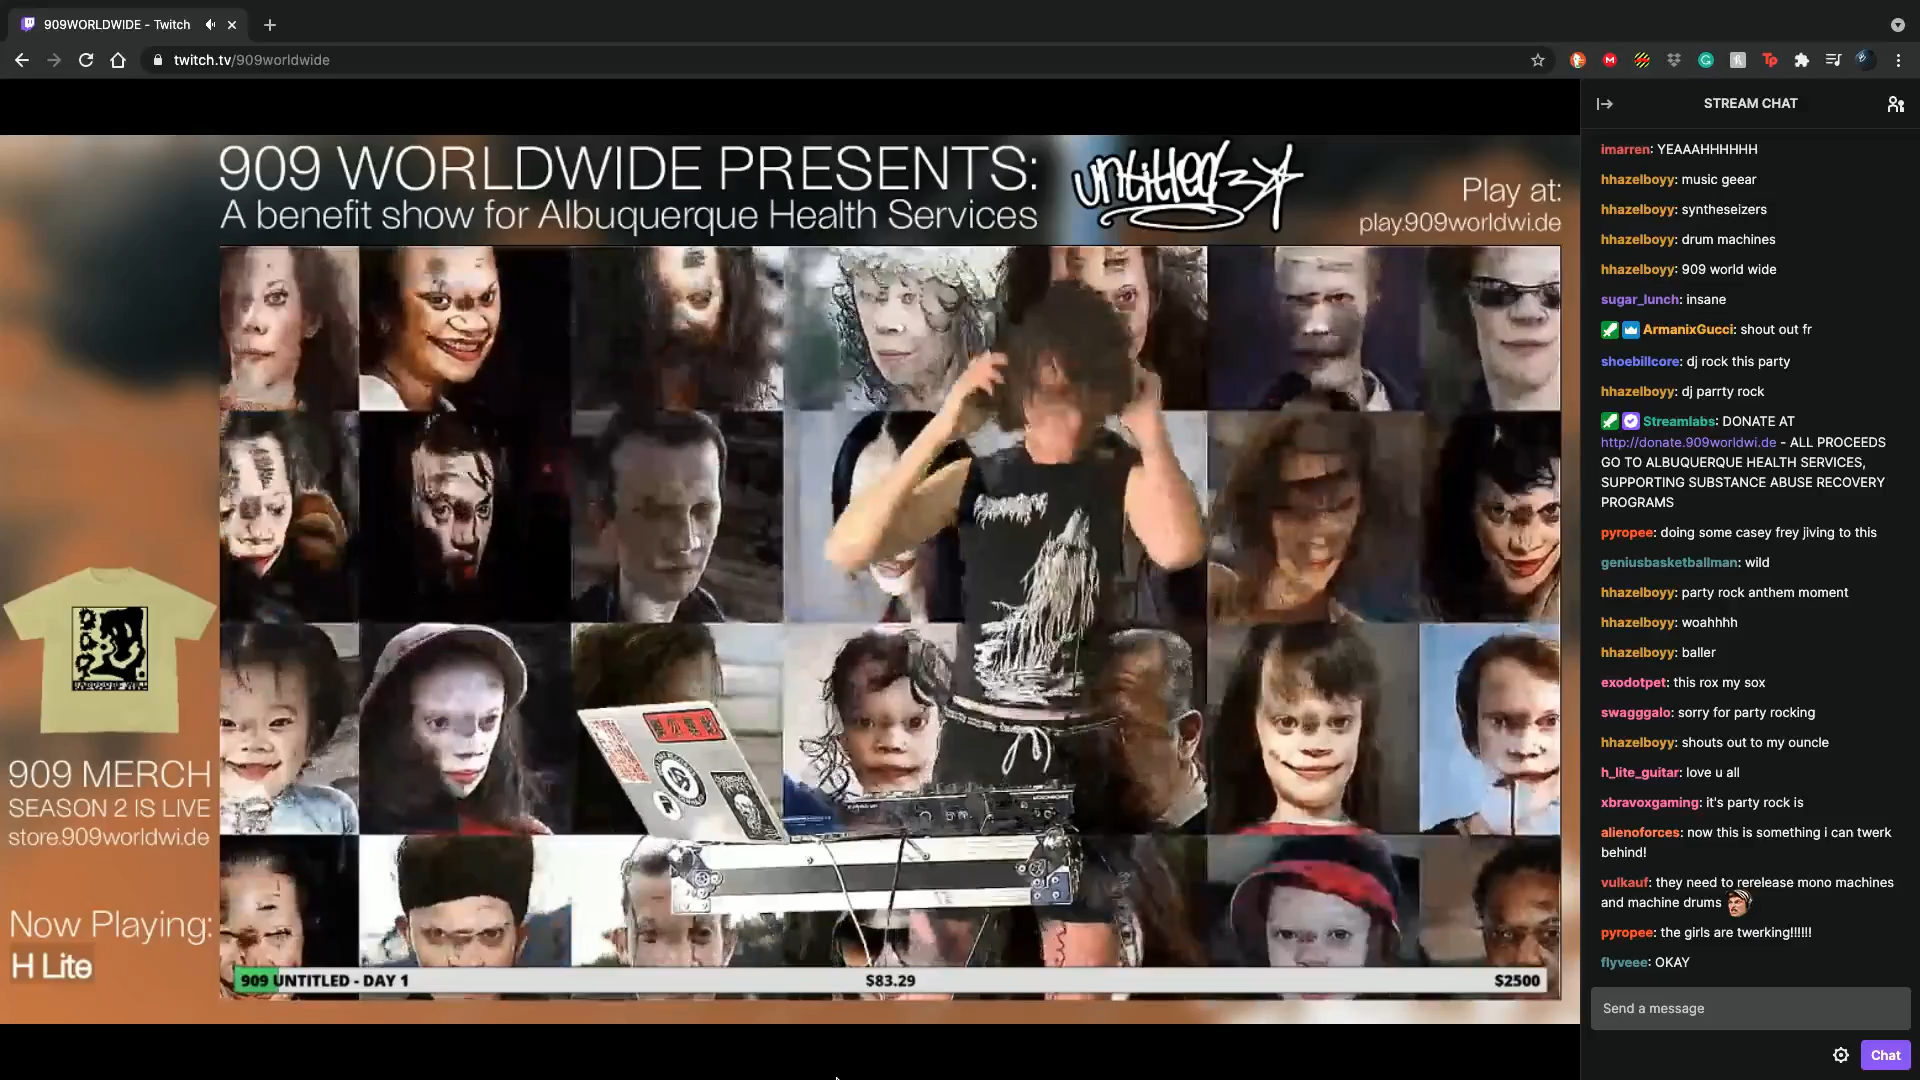 909WORLDWIDE - Twitch
twitch.tv/909worldwide
909 WORLDWIDE PRESENTS:
A benefit show for Albuquerque Health Services
untitled3
Play at:
play.909worldwi.de
909 MERCH
SEASON 2 IS LIVE
store.909worldwi.de
Now Playing:
H Lite
909 UNTITLED - DAY 1
$83.29
$2500
STREAM CHAT
imarren: YEAAAHHHHHH
hhazelboyy: music geear
hhazelboyy: syntheseizers
hhazelboyy: drum machines
hhazelboyy: 909 world wide
sugar_lunch: insane
ArmanixGucci: shout out fr
shoebillcore: dj rock this party
hhazelboyy: dj parrty rock
Streamlabs: DONATE AT
http://donate.909worldwi.de - ALL PROCEEDS
GO TO ALBUQUERQUE HEALTH SERVICES,
SUPPORTING SUBSTANCE ABUSE RECOVERY
PROGRAMS
pyropee: doing some casey frey jiving to this
geniusbasketballman: wild
hhazelboyy: party rock anthem moment
hhazelboyy: woahhhh
hhazelboyy: baller
exodotpet: this rox my sox
swagggalo: sorry for party rocking
hhazelboyy: shouts out to my ouncle
h_lite_guitar: love u all
xbravoxgaming: it's party rock is
alienoforces: now this is something i can twerk
behind!
vulkauf: they need to rerelease mono machines
and machine drums
pyropee: the girls are twerking!!!!!!
flyveee: OKAY
Send a message
Chat